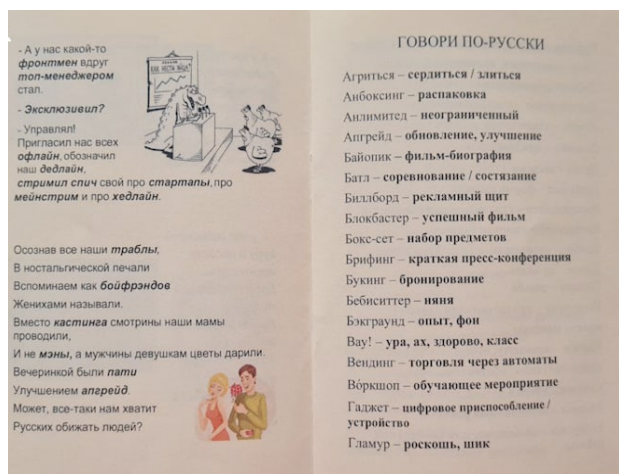 - А у нас какой-то
фронтмен вдруг
топ-менеджером
стал.
- Эксклюзивил?
- Управлял!
Пригласил нас всех
офлайн, обозначил
наш дедлайн,
стримил спич свой про стартапы, про
мейнстрим и про хедлайн.
КАК НЕСТИ ЯЙЦА?
Осознав все наши траблы,
В ностальгической печали
Вспоминаем как бойфрэндов
Женихами называли.
Вместо кастинга смотрины наши мамы
проводили,
И не мэны, а мужчины девушкам цветы дарили.
Вечеринкой были пати
Улучшением апгрейд.
Может, все-таки нам хватит
Русских обижать людей?
ГОВОРИ ПО-РУССКИ
Агриться – сердиться / злиться
Анбоксинг – распаковка
Анлимитед – неограниченный
Апгрейд – обновление, улучшение
Байопик – фильм-биография
Батл – соревнование / состязание
Биллборд – рекламный щит
Блокбастер – успешный фильм
Бокс-сет – набор предметов
Брифинг – краткая пресс-конференция
Букинг – бронирование
Бебиситтер – няня
Бэкграунд – опыт, фон
Вау! – ура, ах, здорово, класс
Вендинг – торговля через автоматы
Во́ркшоп – обучающее мероприятие
Гаджет – цифровое приспособление /
устройство
Гламур – роскошь, шик